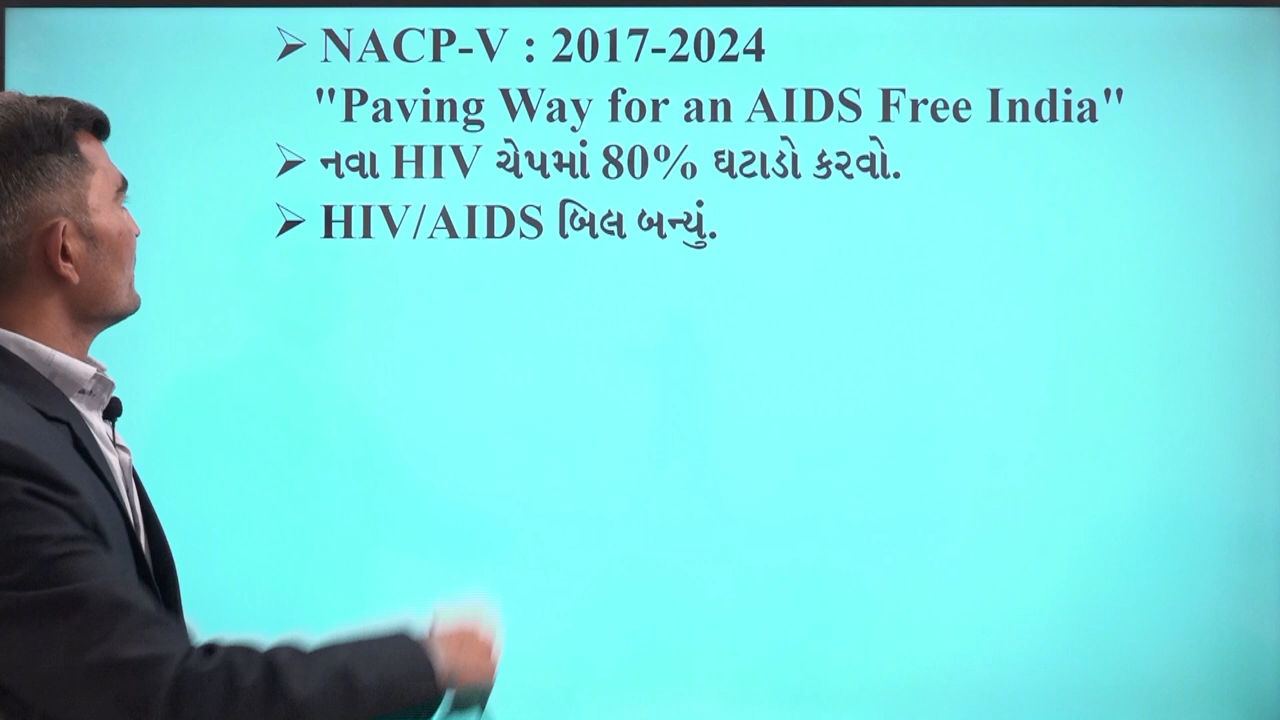 ➢ NACP-V : 2017-2024
"Paving Way for an AIDS Free India"
➢ નવા HIV ચેપમાં 80% ઘટાડો કરવો.
➢ HIV/AIDS બિલ બન્યું.